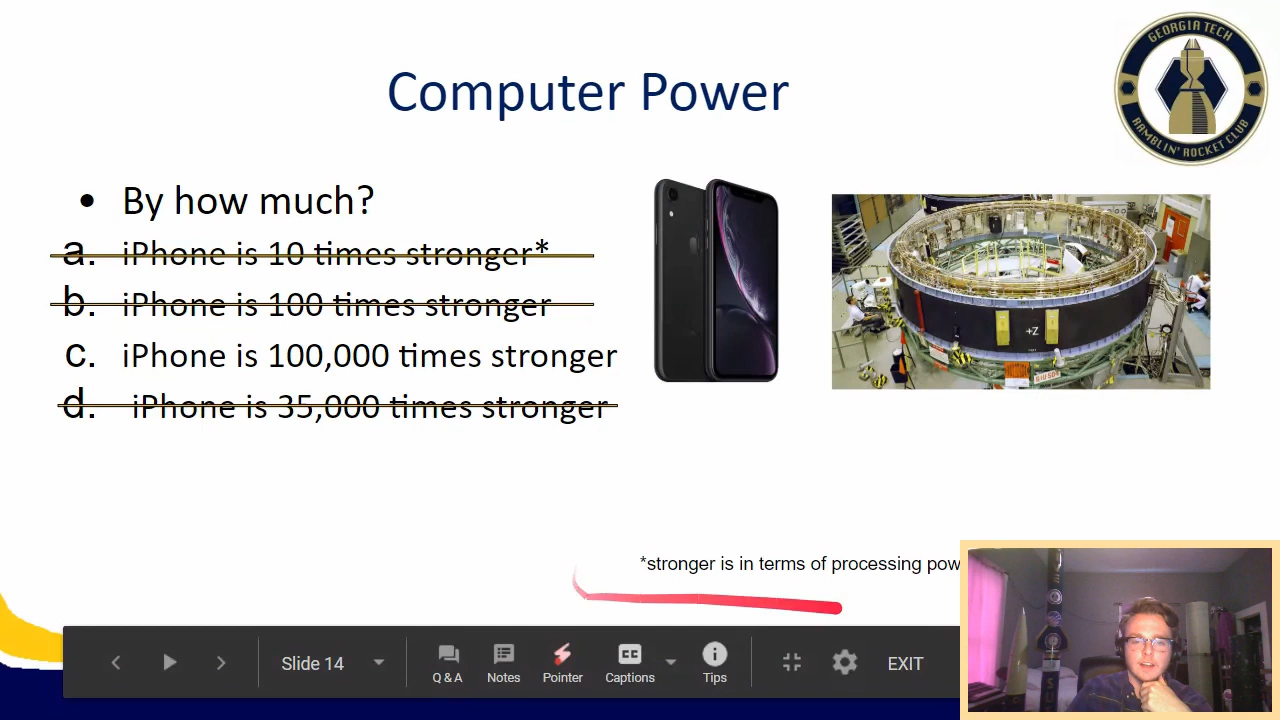 GEORGIA TECH
RAMBLIN' ROCKET CLUB
Computer Power
• By how much?
a. iPhone is 10 times stronger*
b. iPhone is 100 times stronger
c. iPhone is 100,000 times stronger
d. iPhone is 35,000 times stronger
+Z
*stronger is in terms of processing pow
Slide 14
Q & A
Notes
Pointer
CC
Captions
Tips
EXIT